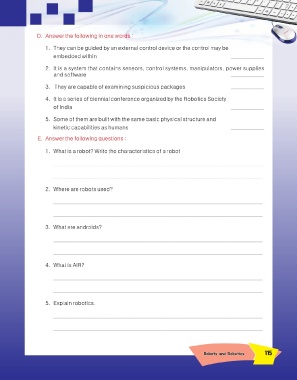 D. Answer the following in one words
1. They can be guided by an external control device or the control may be
embedded within
2. It is a system that contains sensors, control systems, manipulators, power supplies
and software
3. They are capable of examining suspicious packages
4. It is a series of biennial conference organized by the Robotics Society
of India
5. Some of them are built with the same basic physical structure and
kinetic capabilities as humans
E. Answer the following questions :
1. What is a robot? Write the characteristics of a robot
2. Where are robots used?
3. What are androids?
4. What is AIR?
5. Explain robotics.
Robots and Robotics 115